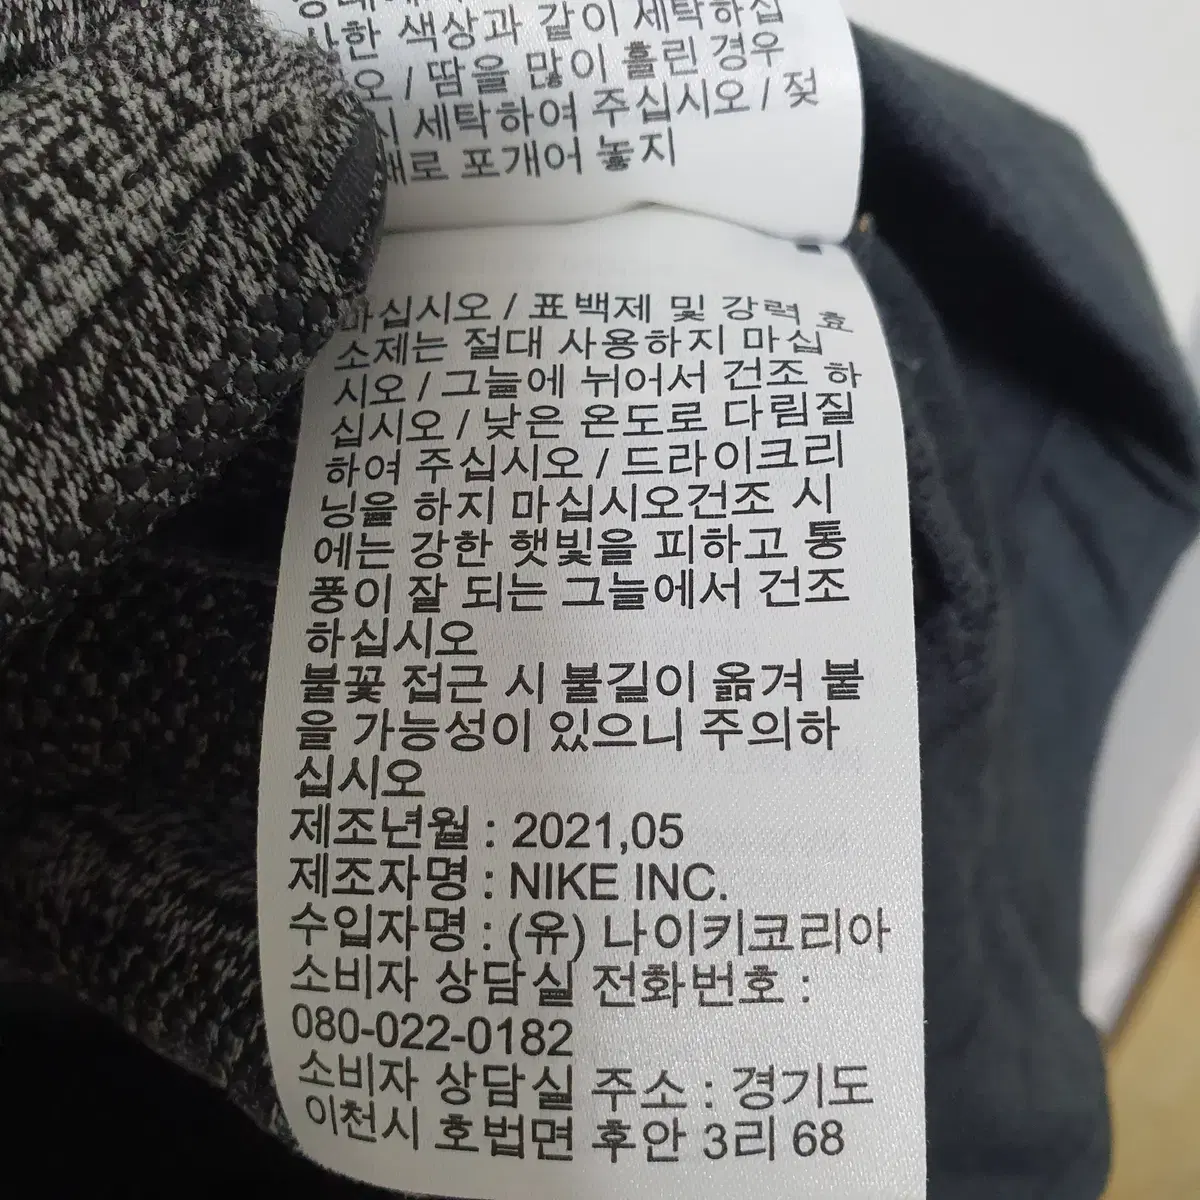 상한 색상과 같이 세탁하십
오 / 땀을 많이 흘린 경우
시 세탁하여 주십시오 / 젖
태로 포개어 놓지
마십시오 / 표백제 및 강력 효
소제는 절대 사용하지 마십
시오 / 그늘에 뉘어서 건조 하
십시오 / 낮은 온도로 다림질
하여 주십시오 / 드라이크리
닝을 하지 마십시오건조 시
에는 강한 햇빛을 피하고 통
풍이 잘 되는 그늘에서 건조
하십시오
불꽃 접근 시 불길이 옮겨 붙
을 가능성이 있으니 주의하
십시오
제조년월 : 2021,05
제조자명 : NIKE INC.
수입자명 : (유) 나이키코리아
소비자 상담실 전화번호 :
080-022-0182
소비자 상담실 주소 : 경기도
이천시 호법면 후안 3리 68